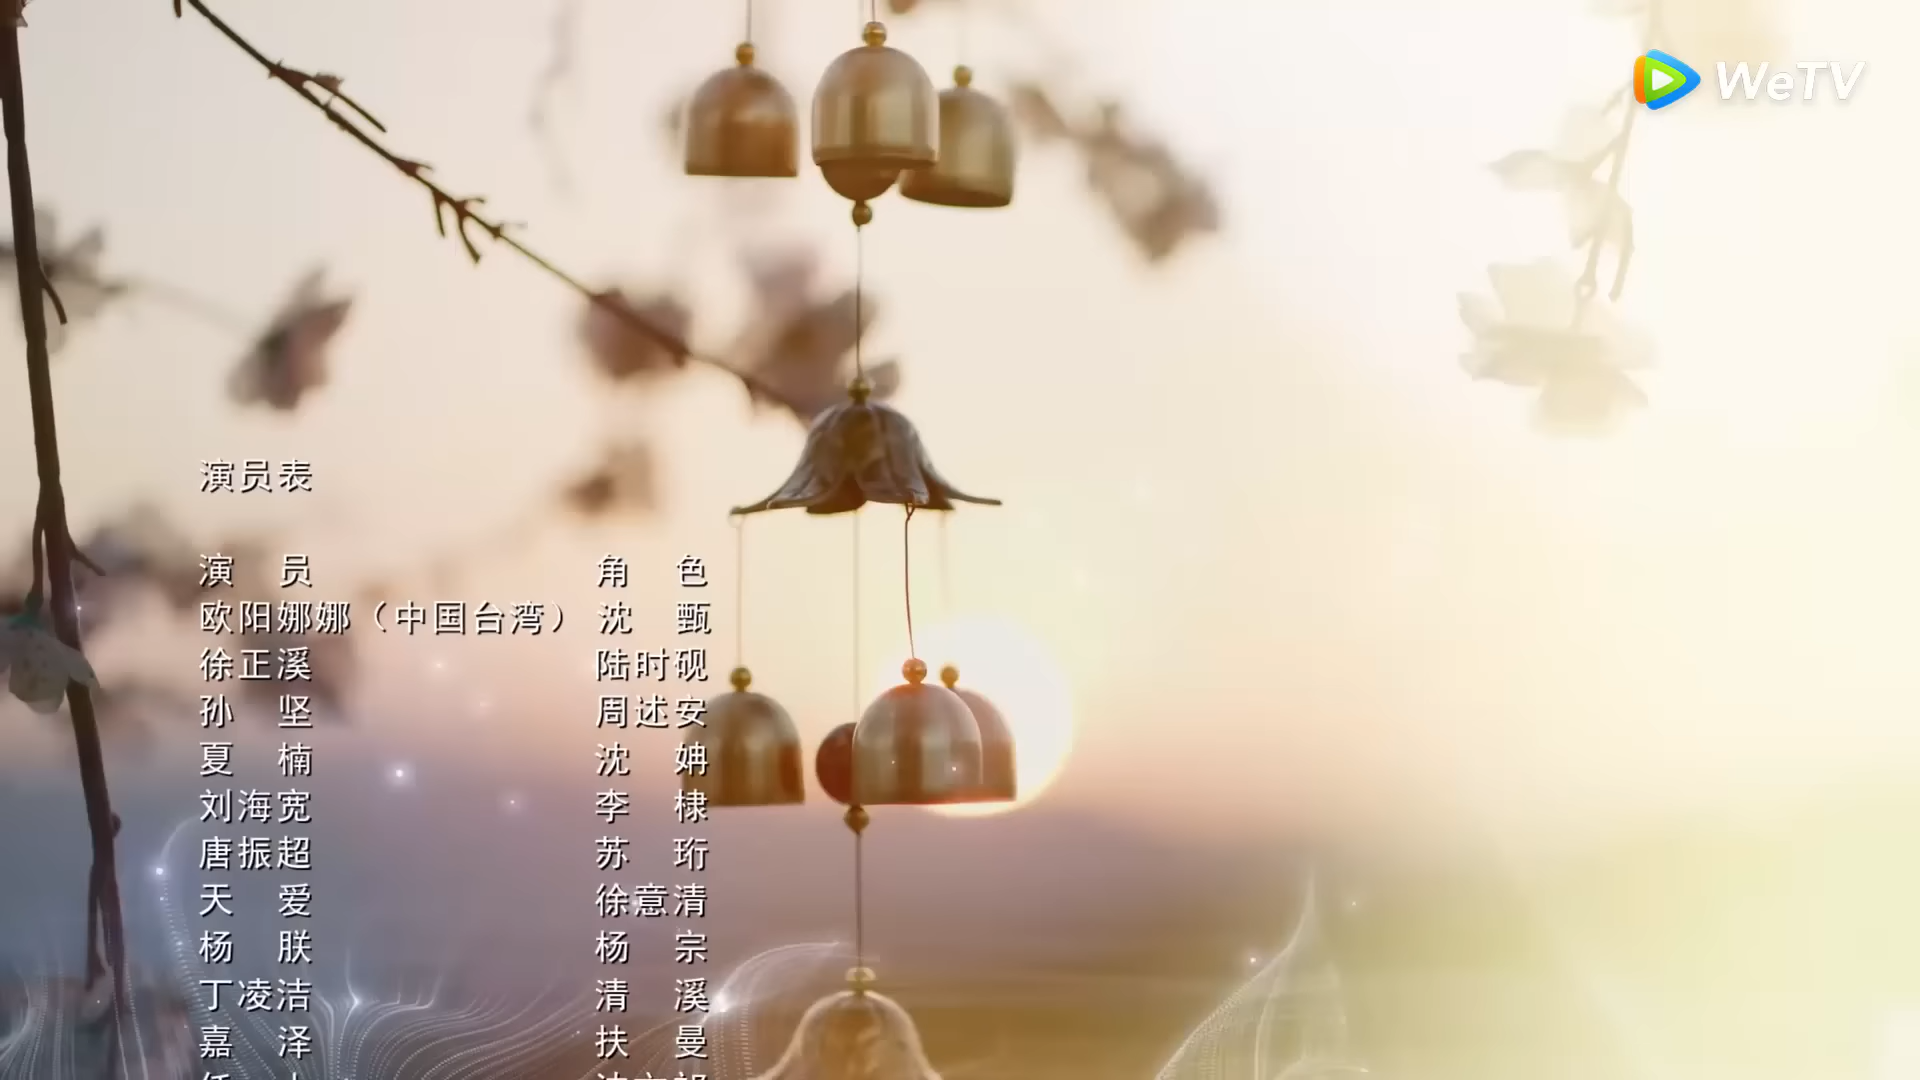 WeTV
演员表
演 员 角 色
欧阳娜娜（中国台湾） 沈 甄
徐正溪 陆时砚
孙 坚 周述安
夏 楠 沈 姌
刘海宽 李 棣
唐振超 苏 珩
天 爱 徐意清
杨 朕 杨 宗
丁凌洁 清 溪
嘉 泽 扶 曼